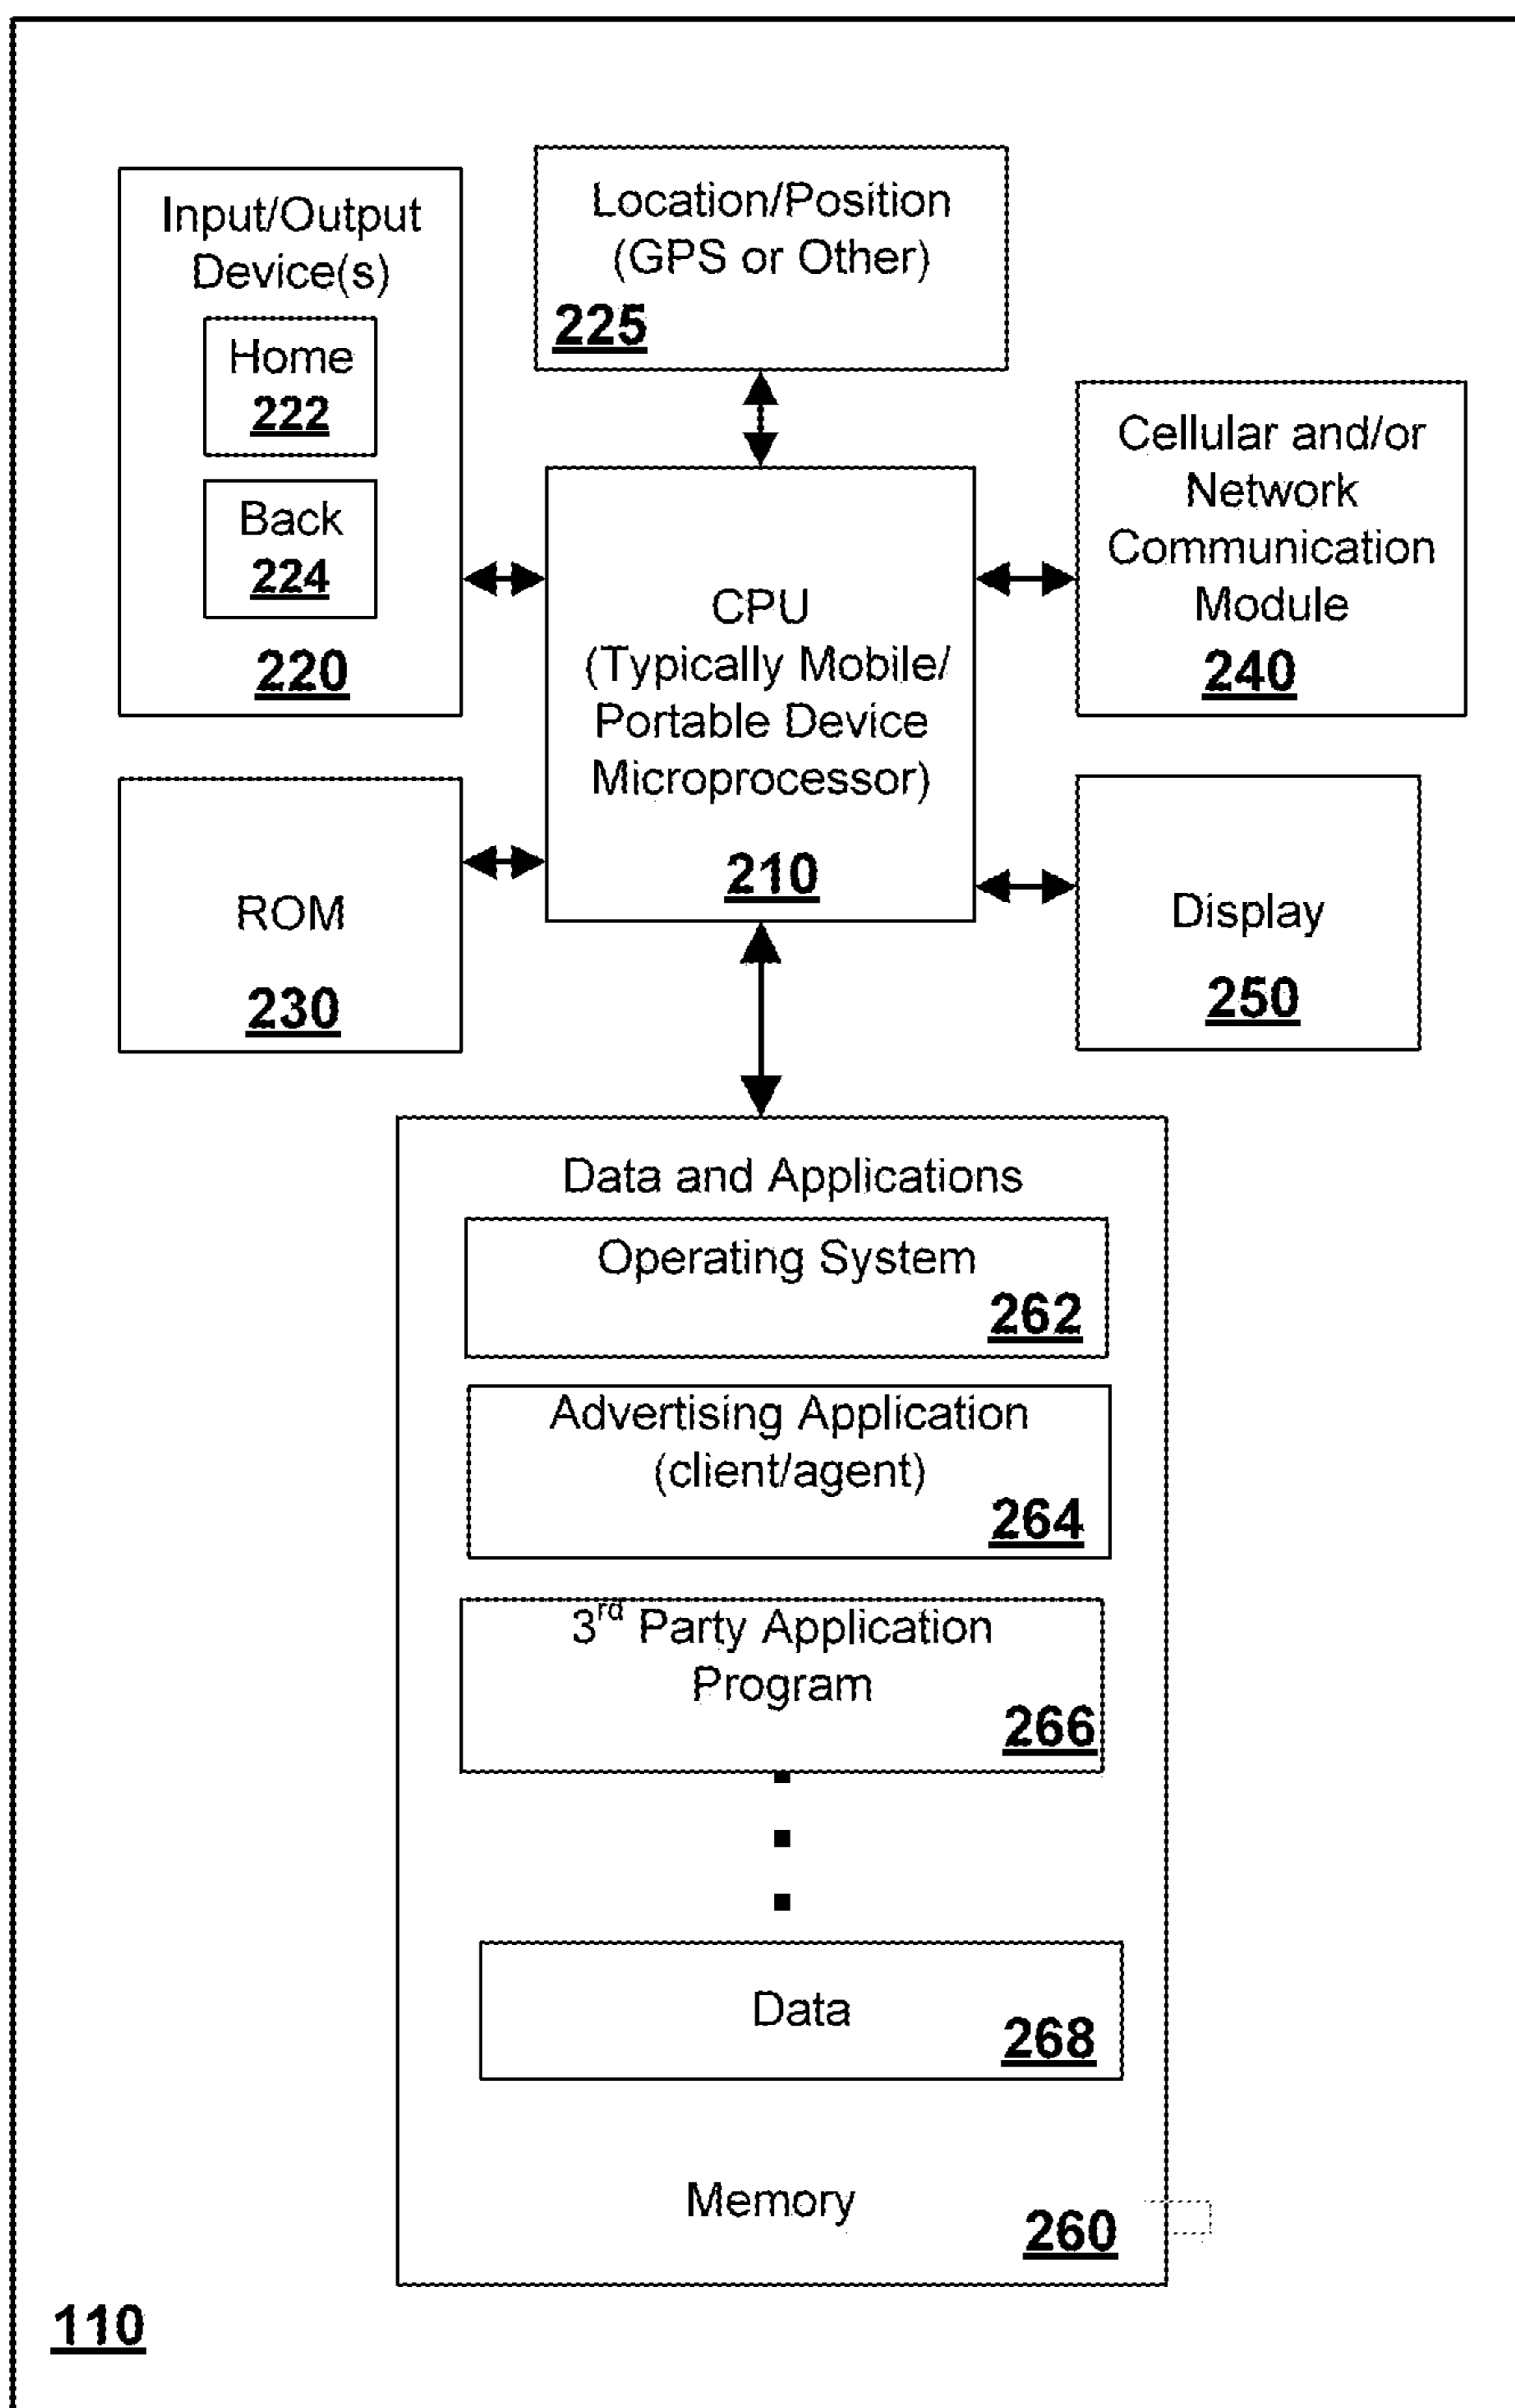 Input/Output
Device(s)
Home
222
Back
224
220
Location/Position
(GPS or Other)
225
Cellular and/or
Network
Communication
Module
240
CPU
(Typically Mobile/
Portable Device
Microprocessor)
210
ROM
230
Display
250
Data and Applications
Operating System
262
Advertising Application
(client/agent)
264
3rd Party Application
Program
266
Data
268
Memory
260
110